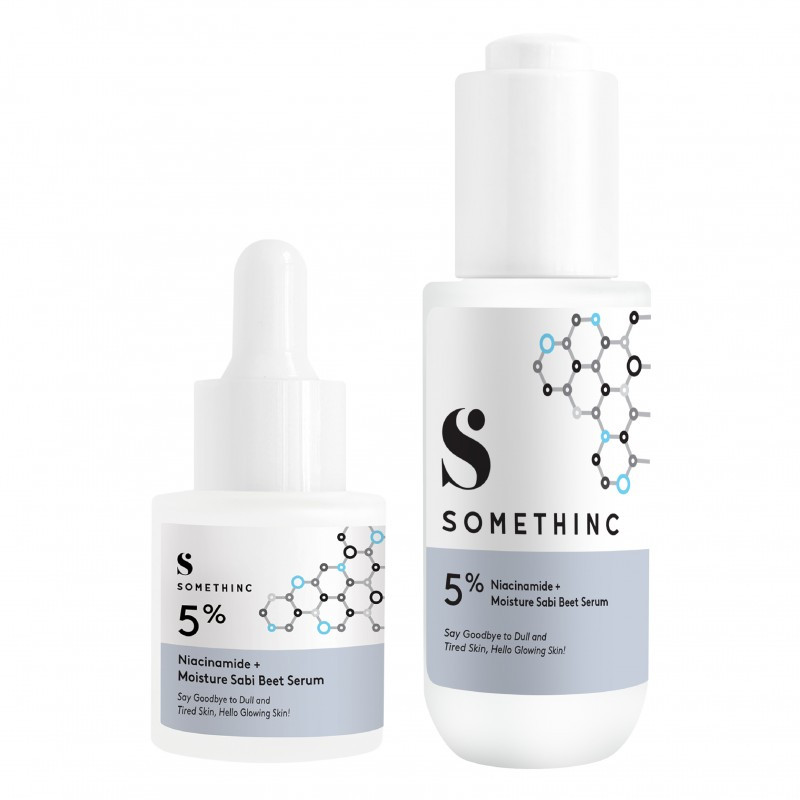 S
SOMETHINC
5%
Niacinamide +
Moisture Sabi Beet Serum
Say Goodbye to Dull and
Tired Skin, Hello Glowing Skin!
S
SOMETHINC
5% Niacinamide +
Moisture Sabi Beet Serum
Say Goodbye to Dull and
Tired Skin, Hello Glowing Skin!